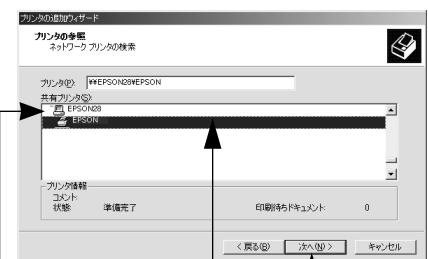 プリンタの追加ウィザード
プリンタの参照
ネットワーク プリンタの検索
プリンタ(P): ¥¥EPSON28¥EPSON
共有プリンタ(S):
EPSON28
EPSON
プリンタ情報
コメント:
状態: 準備完了 印刷待ちドキュメント: 0
< 戻る(B) 次へ(N) > キャンセル